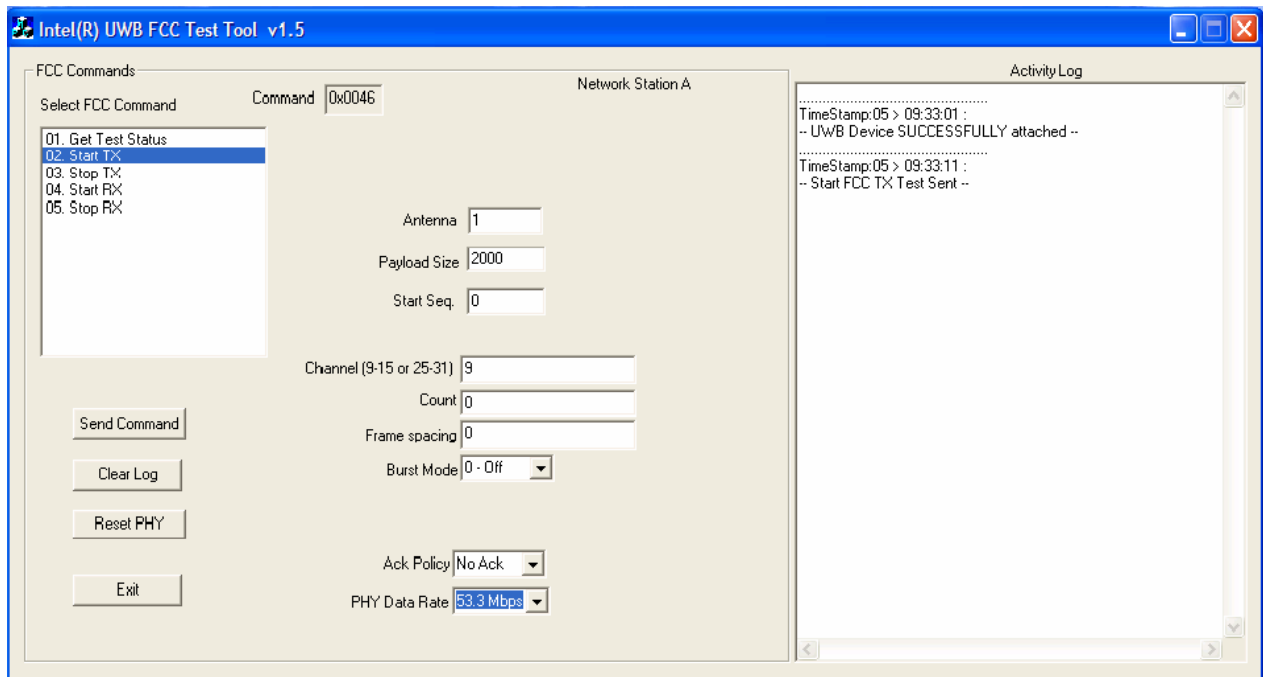 Intel(R) UWB FCC Test Tool v1.5
FCC Commands
Network Station A
Select FCC Command
Command 0x0046
01. Get Test Status
02. Start TX
03. Stop TX
04. Start RX
05. Stop RX
Antenna 1
Payload Size 2000
Start Seq. 0
Channel (9-15 or 25-31) 9
Count 0
Frame spacing 0
Burst Mode 0 - Off
Send Command
Clear Log
Reset PHY
Exit
Ack Policy No Ack
PHY Data Rate 53.3 Mbps
Activity Log
................................................
TimeStamp:05 > 09:33:01 :
-- UWB Device SUCCESSFULLY attached --
................................................
TimeStamp:05 > 09:33:11 :
-- Start FCC TX Test Sent --